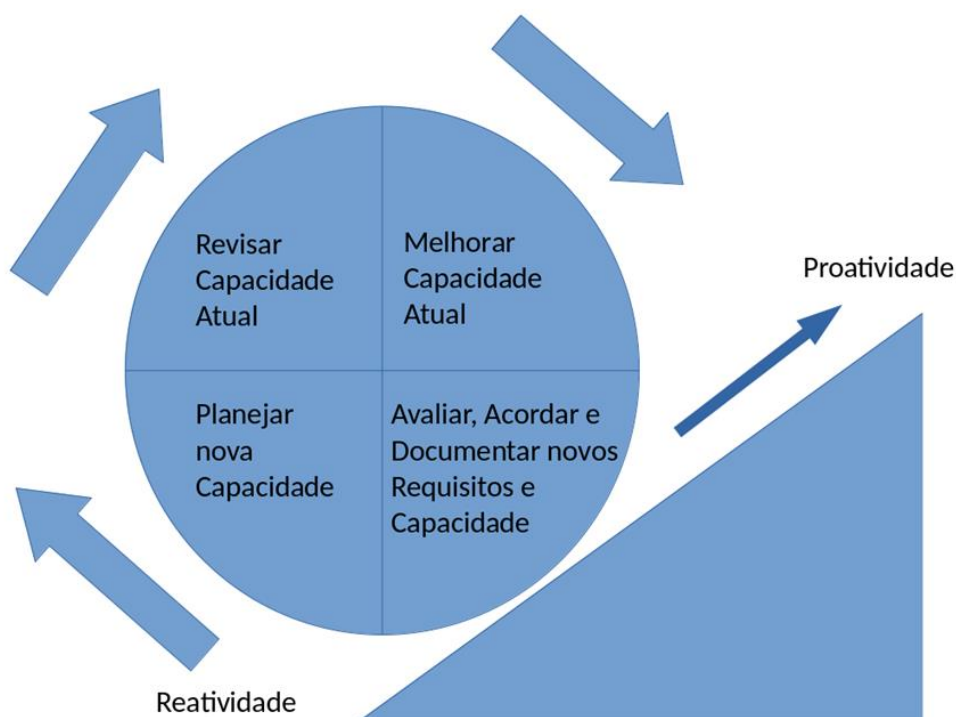 Revisar
Capacidade
Atual
Melhorar
Capacidade
Atual
Proatividade
Planejar
nova
Capacidade
Avaliar, Acordar e
Documentar novos
Requisitos e
Capacidade
Reatividade